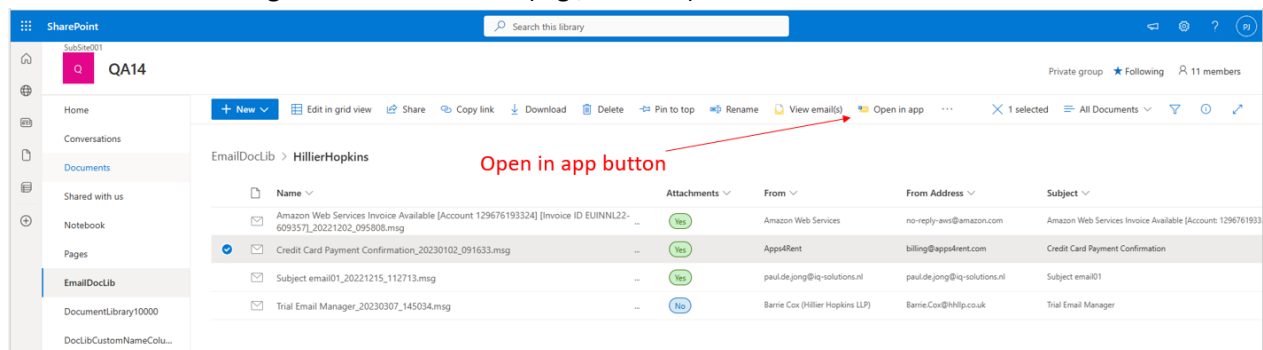 SharePoint
Search this library
?
PJ
SubSite001
Q
QA14
Private group
Following
11 members
Home
New
Edit in grid view
Share
Copy link
Download
Delete
Pin to top
Rename
View email(s)
Open in app
...
1 selected
All Documents
Conversations
EmailDocLib > HillierHopkins
Open in app button
Documents
Shared with us
Name
Attachments
From
From Address
Subject
Notebook
Amazon Web Services Invoice Available [Account 129676193324] [Invoice ID EUINNL22-
609357]_20221202_095808.msg
...
Yes
Amazon Web Services
no-reply-aws@amazon.com
Amazon Web Services Invoice Available [Account: 1296761933
Pages
Credit Card Payment Confirmation_20230102_091633.msg
...
Yes
Apps4Rent
billing@apps4rent.com
Credit Card Payment Confirmation
EmailDocLib
Subject email01_20221215_112713.msg
...
Yes
paul.de.jong@iq-solutions.nl
paul.de.jong@iq-solutions.nl
Subject email01
DocumentLibrary10000
Trial Email Manager_20230307_145034.msg
...
No
Barrie Cox (Hillier Hopkins LLP)
Barrie.Cox@hhllp.co.uk
Trial Email Manager
DocLibCustomNameColu...